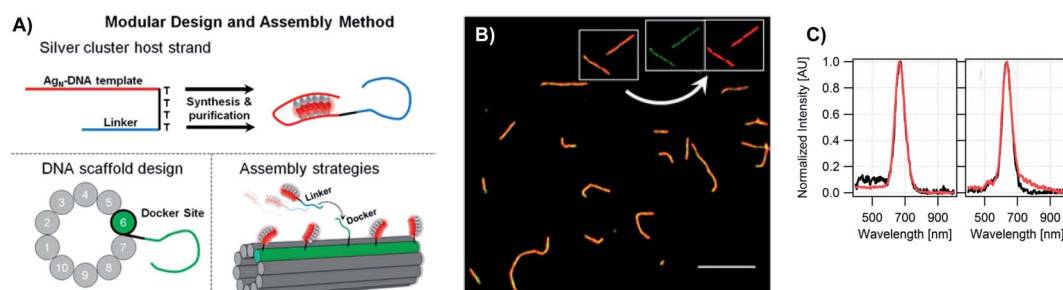 A)
Modular Design and Assembly Method
Silver cluster host strand
AgN-DNA template
T
T
T
T
Linker
Synthesis &
purification
DNA scaffold design
1
2
3
4
5
6
7
8
9
10
Docker Site
Assembly strategies
Linker
Docker
B)
C)
Normalized Intensity [AU]
1.0
0.8
0.6
0.4
0.2
0.0
500
700
900
Wavelength [nm]
500
700
900
Wavelength [nm]